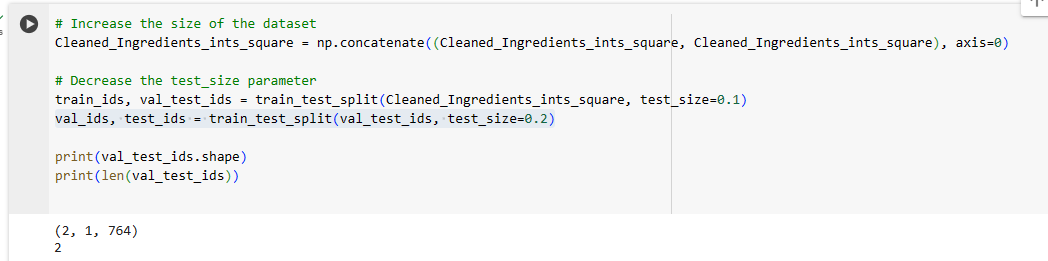 # Increase the size of the dataset
Cleaned_Ingredients_ints_square = np.concatenate((Cleaned_Ingredients_ints_square, Cleaned_Ingredients_ints_square), axis=0)
# Decrease the test_size parameter
train_ids, val_test_ids = train_test_split(Cleaned_Ingredients_ints_square, test_size=0.1)
val_ids, test_ids = train_test_split(val_test_ids, test_size=0.2)
print(val_test_ids.shape)
print(len(val_test_ids))
(2, 1, 764)
2